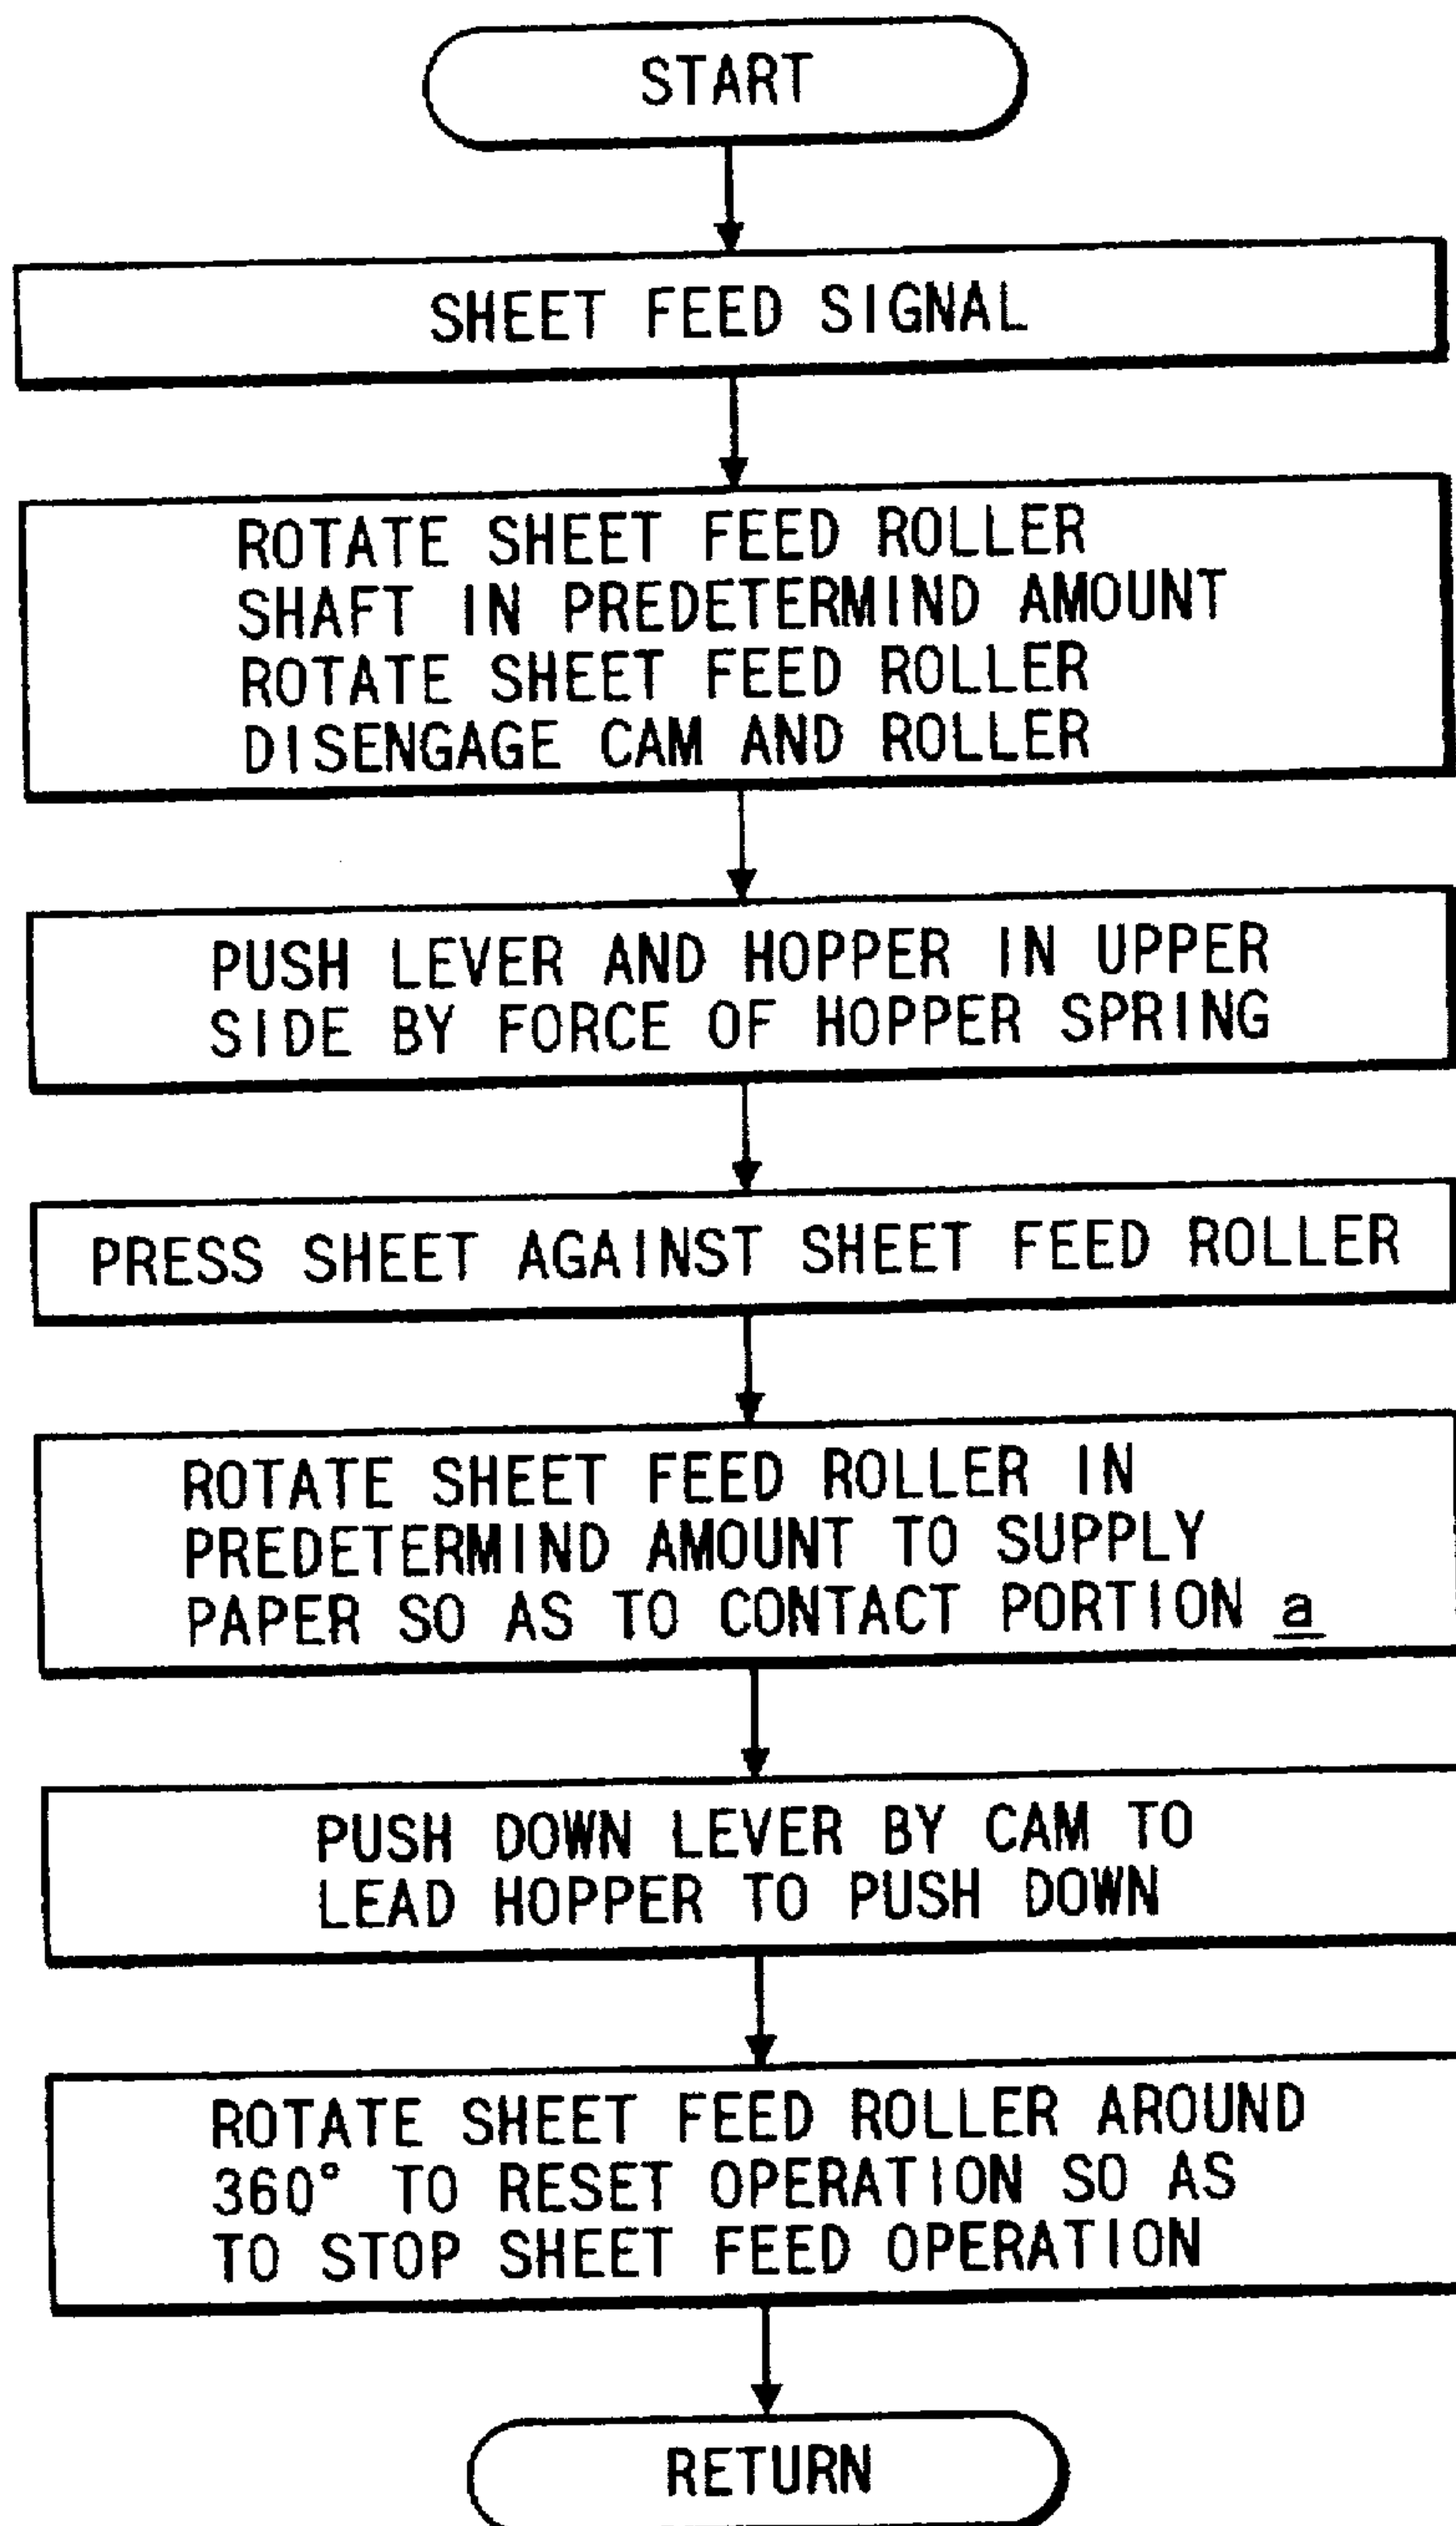 START
SHEET FEED SIGNAL
ROTATE SHEET FEED ROLLER
SHAFT IN PREDETERMIND AMOUNT
ROTATE SHEET FEED ROLLER
DISENGAGE CAM AND ROLLER
PUSH LEVER AND HOPPER IN UPPER
SIDE BY FORCE OF HOPPER SPRING
PRESS SHEET AGAINST SHEET FEED ROLLER
ROTATE SHEET FEED ROLLER IN
PREDETERMIND AMOUNT TO SUPPLY
PAPER SO AS TO CONTACT PORTION a
PUSH DOWN LEVER BY CAM TO
LEAD HOPPER TO PUSH DOWN
ROTATE SHEET FEED ROLLER AROUND
360° TO RESET OPERATION SO AS
TO STOP SHEET FEED OPERATION
RETURN